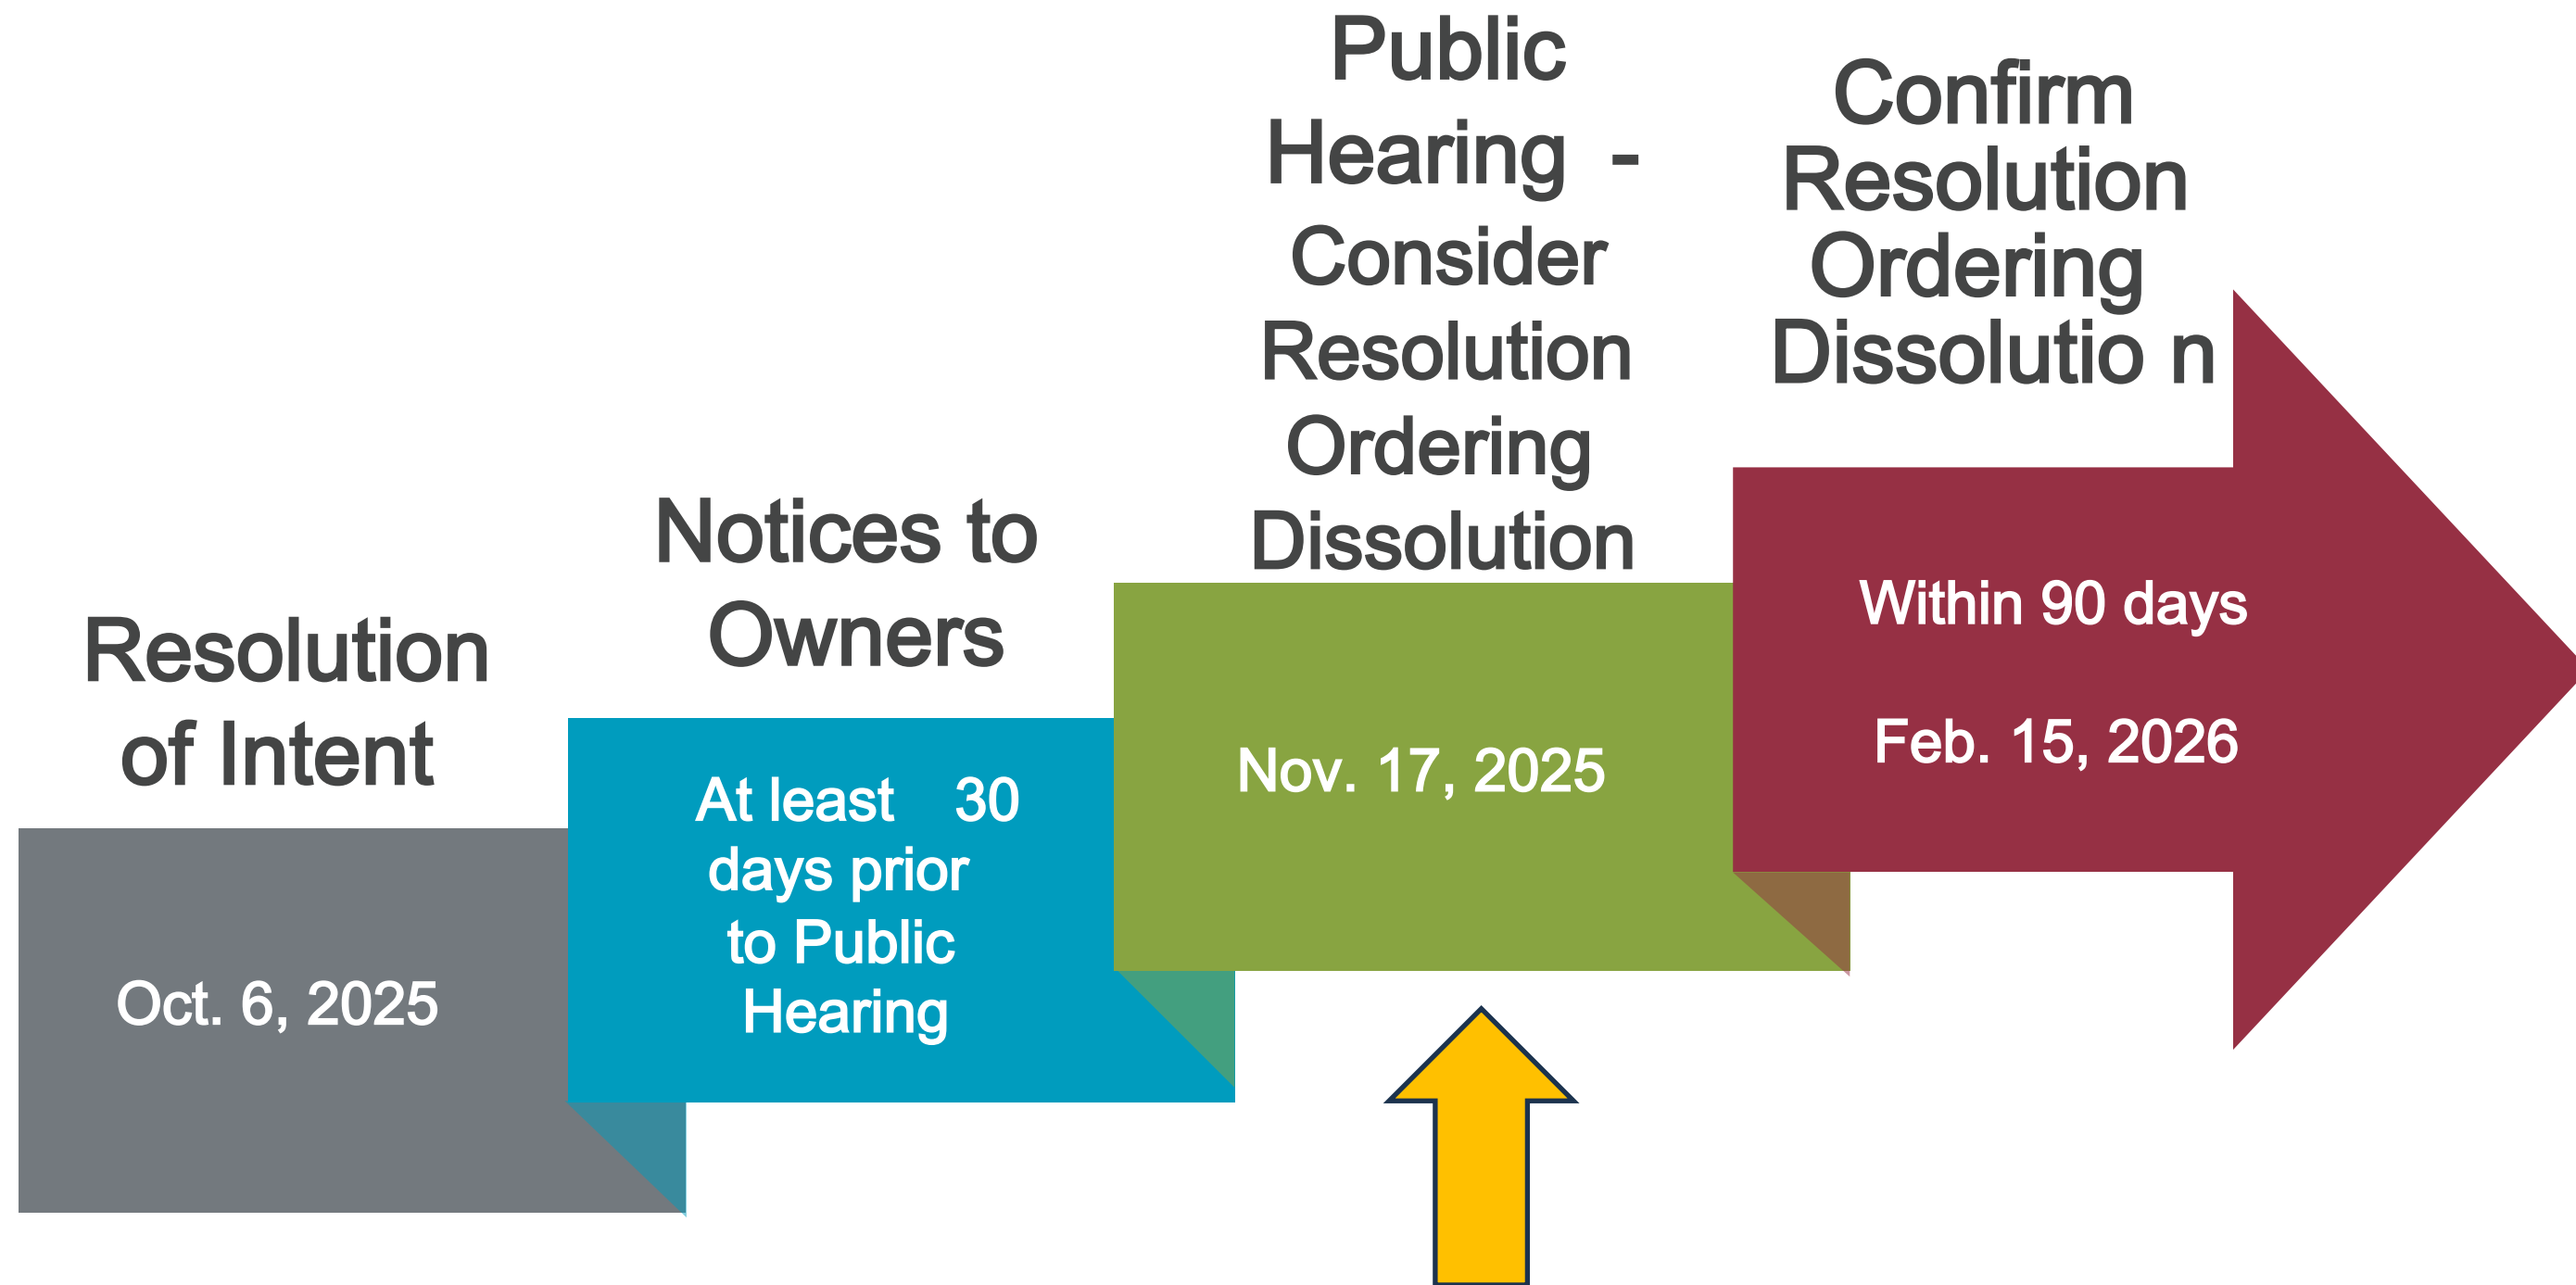 Resolution
of Intent
Oct. 6, 2025
Notices to
Owners
At least 30
days prior
to Public
Hearing
Public
Hearing -
Consider
Resolution
Ordering
Dissolution
Nov. 17, 2025
Confirm
Resolution
Ordering
Dissolutio n
Within 90 days
Feb. 15, 2026